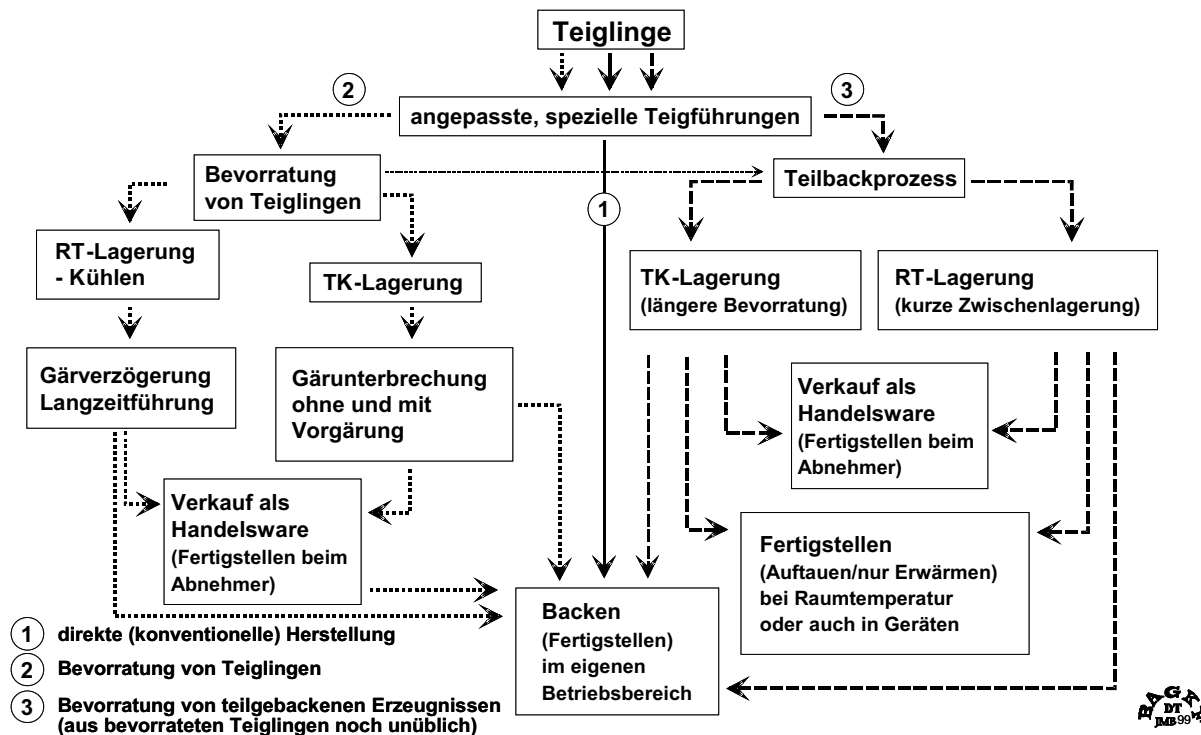 Teiglinge
2
3
angepasste, spezielle Teigführungen
Bevorratung
von Teiglingen
Teilbackprozess
1
RT-Lagerung
- Kühlen
TK-Lagerung
TK-Lagerung
(längere Bevorratung)
RT-Lagerung
(kurze Zwischenlagerung)
Gärverzögerung
Langzeitführung
Gärunterbrechung
ohne und mit
Vorgärung
Verkauf als
Handelsware
(Fertigstellen beim
Abnehmer)
Verkauf als
Handelsware
(Fertigstellen beim
Abnehmer)
Fertigstellen
(Auftauen/nur Erwärmen)
bei Raumtemperatur
oder auch in Geräten
Backen
(Fertigstellen)
im eigenen
Betriebsbereich
1 direkte (konventionelle) Herstellung
2 Bevorratung von Teiglingen
3 Bevorratung von teilgebackenen Erzeugnissen
(aus bevorrateten Teiglingen noch unüblich)
DT
JMB 99